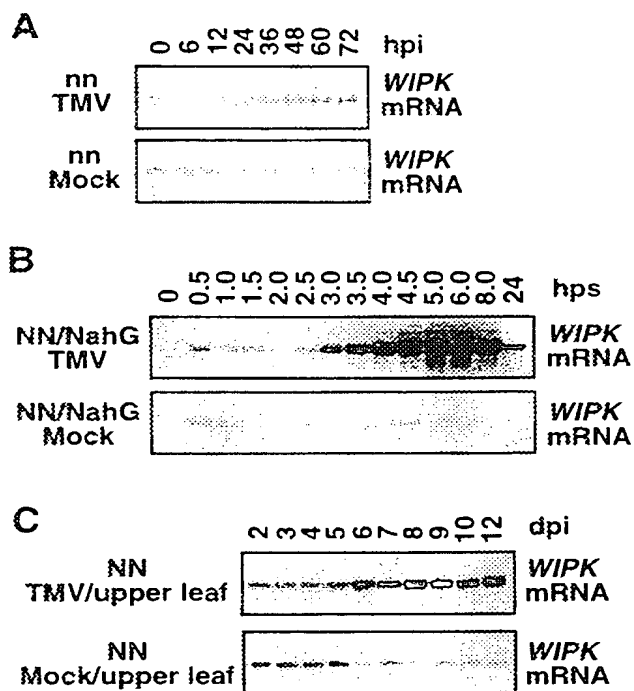 A
0 6 12 24 36 48 60 72 hpi
nn
TMV
WIPK
mRNA
nn
Mock
WIPK
mRNA
B
0 0.5 1.0 1.5 2.0 2.5 3.0 3.5 4.0 4.5 5.0 6.0 8.0 24 hps
NN/NahG
TMV
WIPK
mRNA
NN/NahG
Mock
WIPK
mRNA
C
2 3 4 5 6 7 8 9 10 12 dpi
NN
TMV/upper leaf
WIPK
mRNA
NN
Mock/upper leaf
WIPK
mRNA